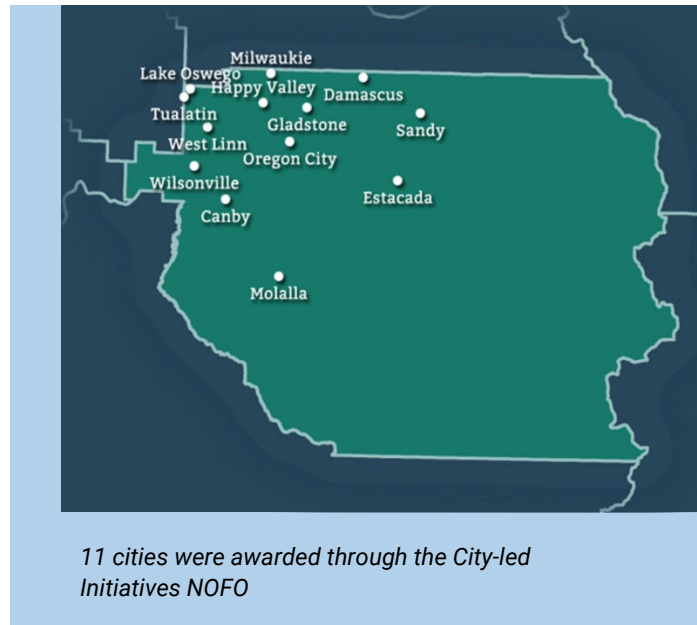 Milwaukie
Lake Oswego
Happy Valley
Damascus
Tualatin
Gladstone
Sandy
West Linn
Oregon City
Wilsonville
Estacada
Canby
Molalla
11 cities were awarded through the City-led
Initiatives NOFO